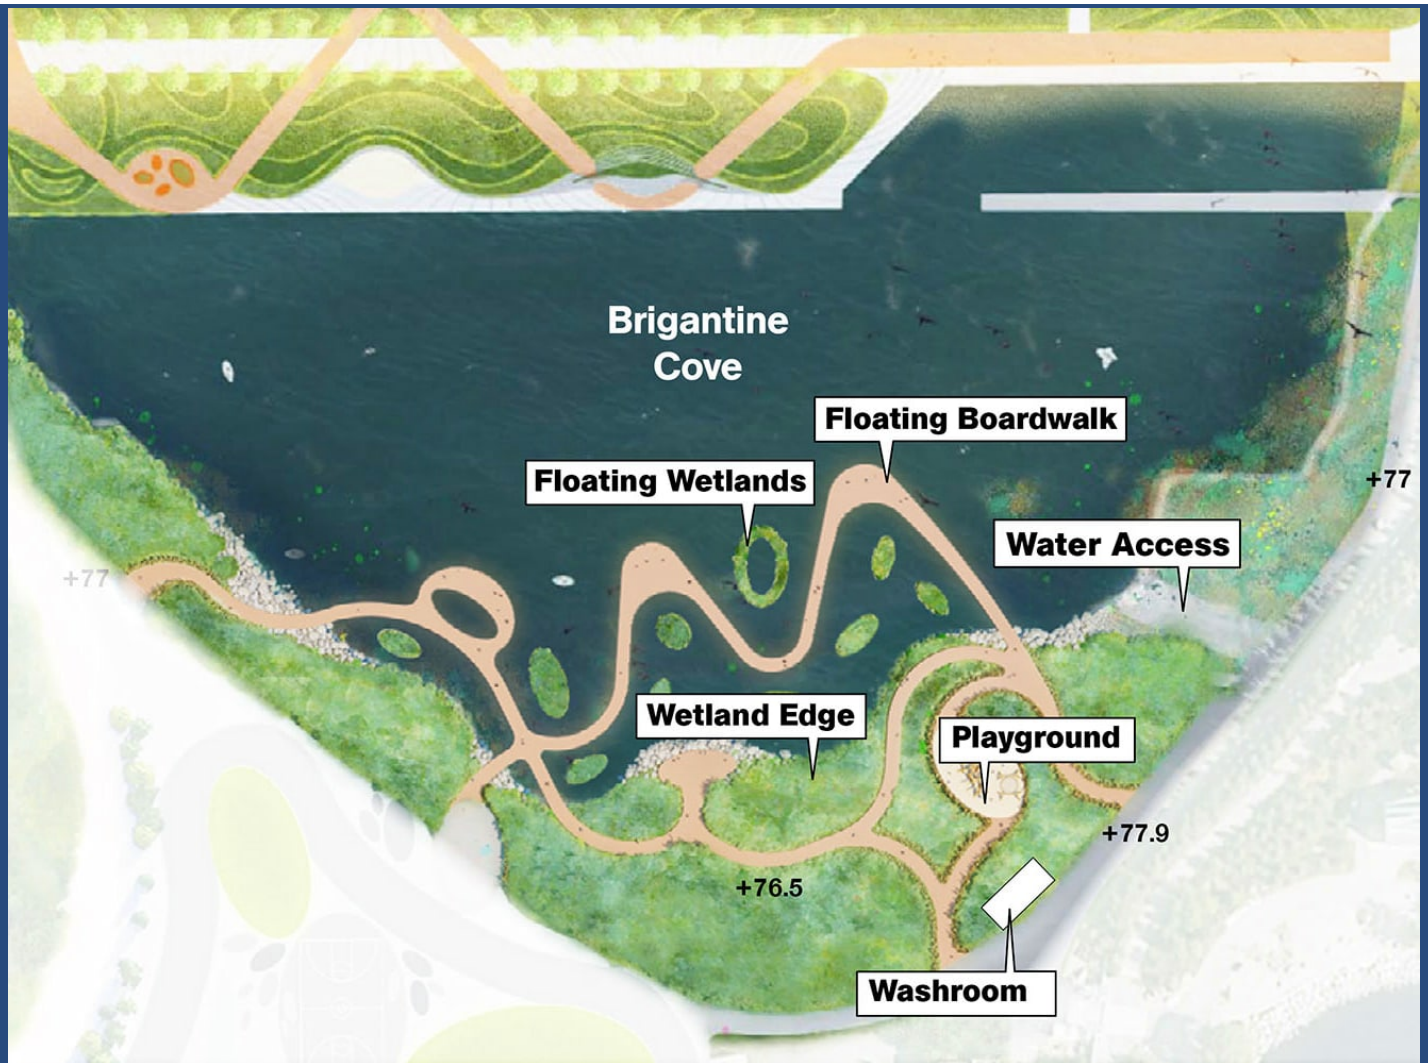 Brigantine
Cove
Floating Boardwalk
Floating Wetlands
+77
Water Access
+77
Wetland Edge
Playground
+77.9
+76.5
Washroom